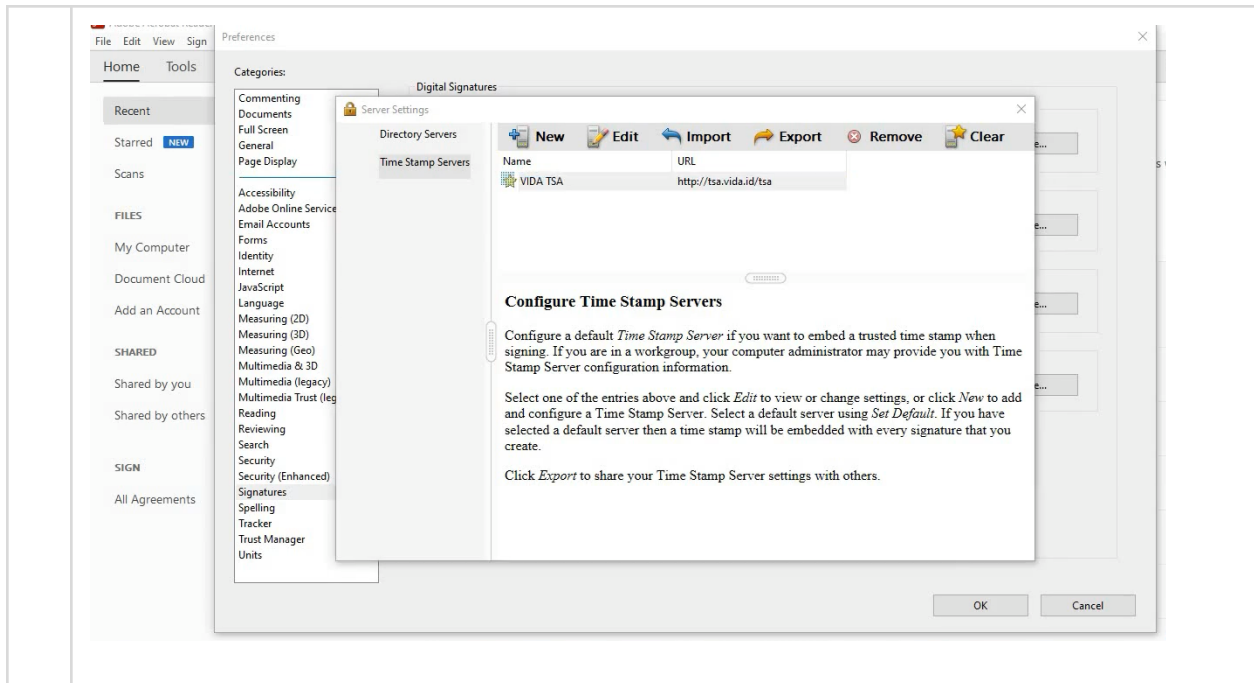 File Edit View Sign
Preferences
Home Tools
Categories:
Digital Signatures
Recent
Starred NEW
Scans
FILES
My Computer
Document Cloud
Add an Account
SHARED
Shared by you
Shared by others
SIGN
All Agreements
Commenting
Documents
Full Screen
General
Page Display
Accessibility
Adobe Online Service
Email Accounts
Forms
Identity
Internet
JavaScript
Language
Measuring (2D)
Measuring (3D)
Measuring (Geo)
Multimedia & 3D
Multimedia (legacy)
Multimedia Trust (leg
Reading
Reviewing
Search
Security
Security (Enhanced)
Signatures
Spelling
Tracker
Trust Manager
Units
Server Settings
Directory Servers
Time Stamp Servers
New Edit Import Export Remove Clear
Name URL
VIDA TSA http://tsa.vida.id/tsa
Configure Time Stamp Servers
Configure a default Time Stamp Server if you want to embed a trusted time stamp when
signing. If you are in a workgroup, your computer administrator may provide you with Time
Stamp Server configuration information.
Select one of the entries above and click Edit to view or change settings, or click New to add
and configure a Time Stamp Server. Select a default server using Set Default. If you have
selected a default server then a time stamp will be embedded with every signature that you
create.
Click Export to share your Time Stamp Server settings with others.
e...
e...
e...
e...
OK Cancel